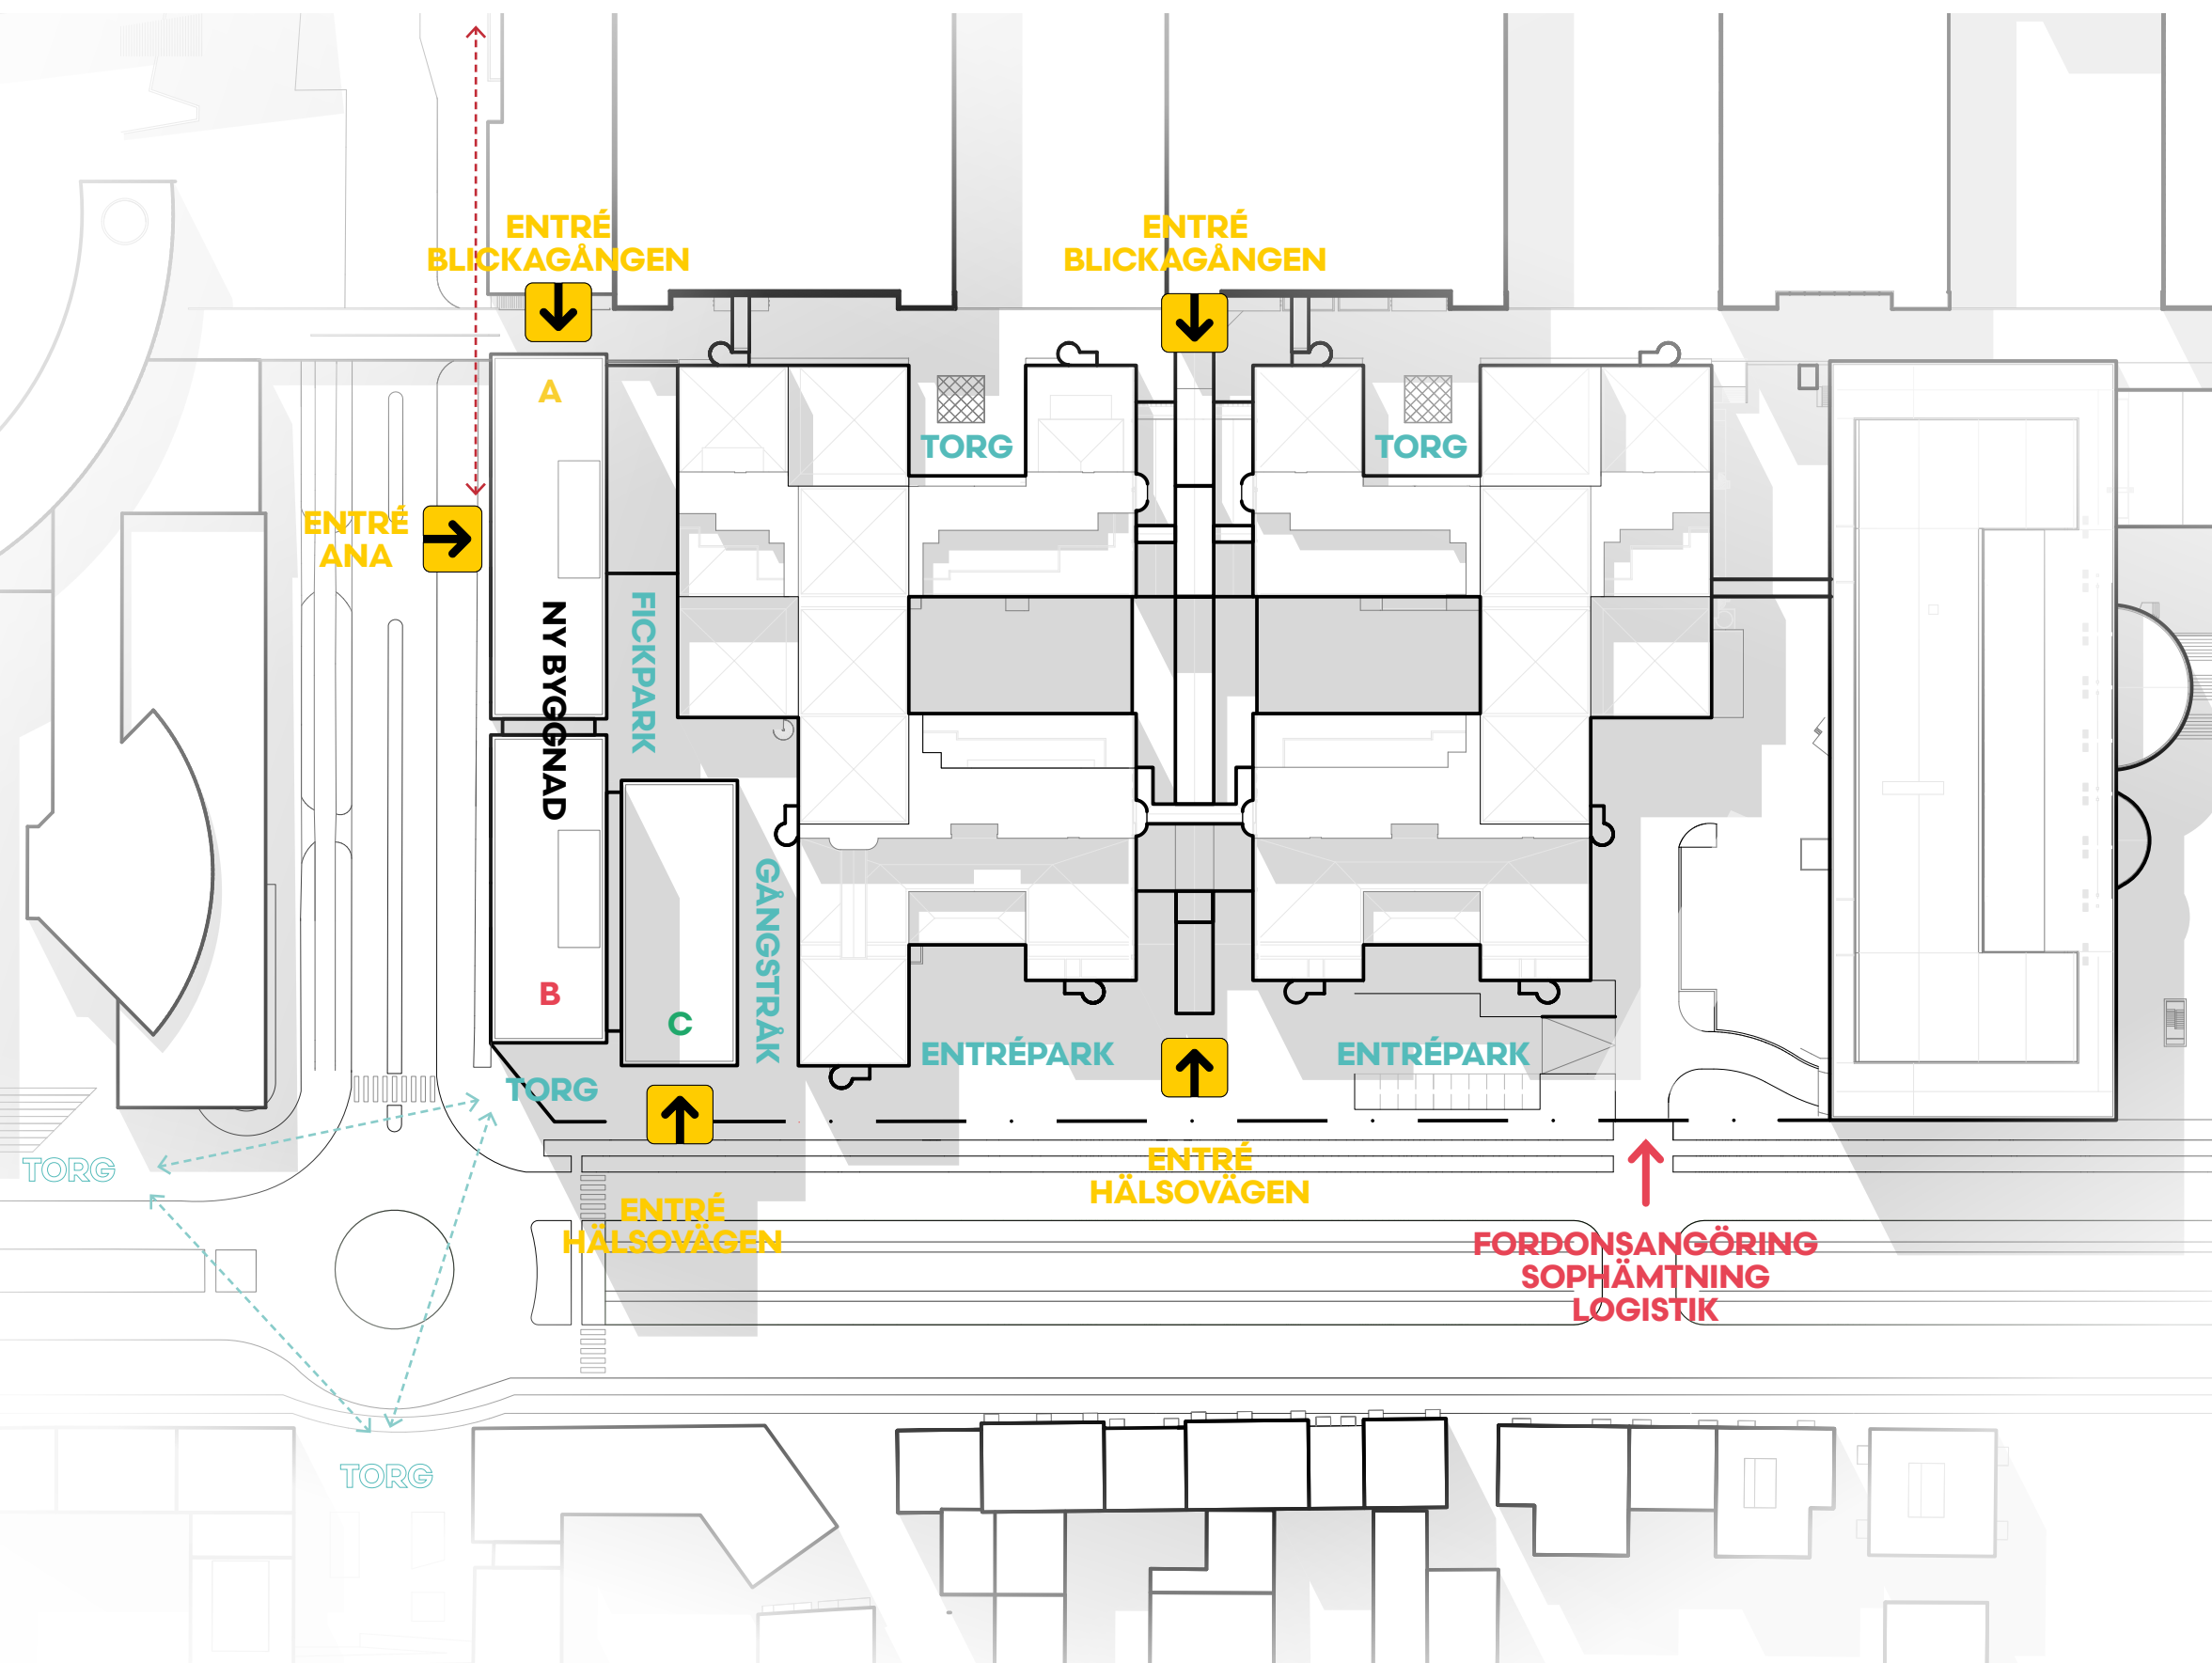 ENTRÉ
BLICKAGÅNGEN
ENTRÉ
BLICKAGÅNGEN
A
TORG
TORG
ENTRÉ
ANA
NY BYGGNAD
FICKPARK
GÅNGSTRÅK
B
C
ENTRÉPARK
ENTRÉPARK
TORG
TORG
ENTRÉ
HÄLSOVÄGEN
ENTRÉ
HÄLSOVÄGEN
FORDONSANGÖRING
SOPHÄMTNING
LOGISTIK
TORG